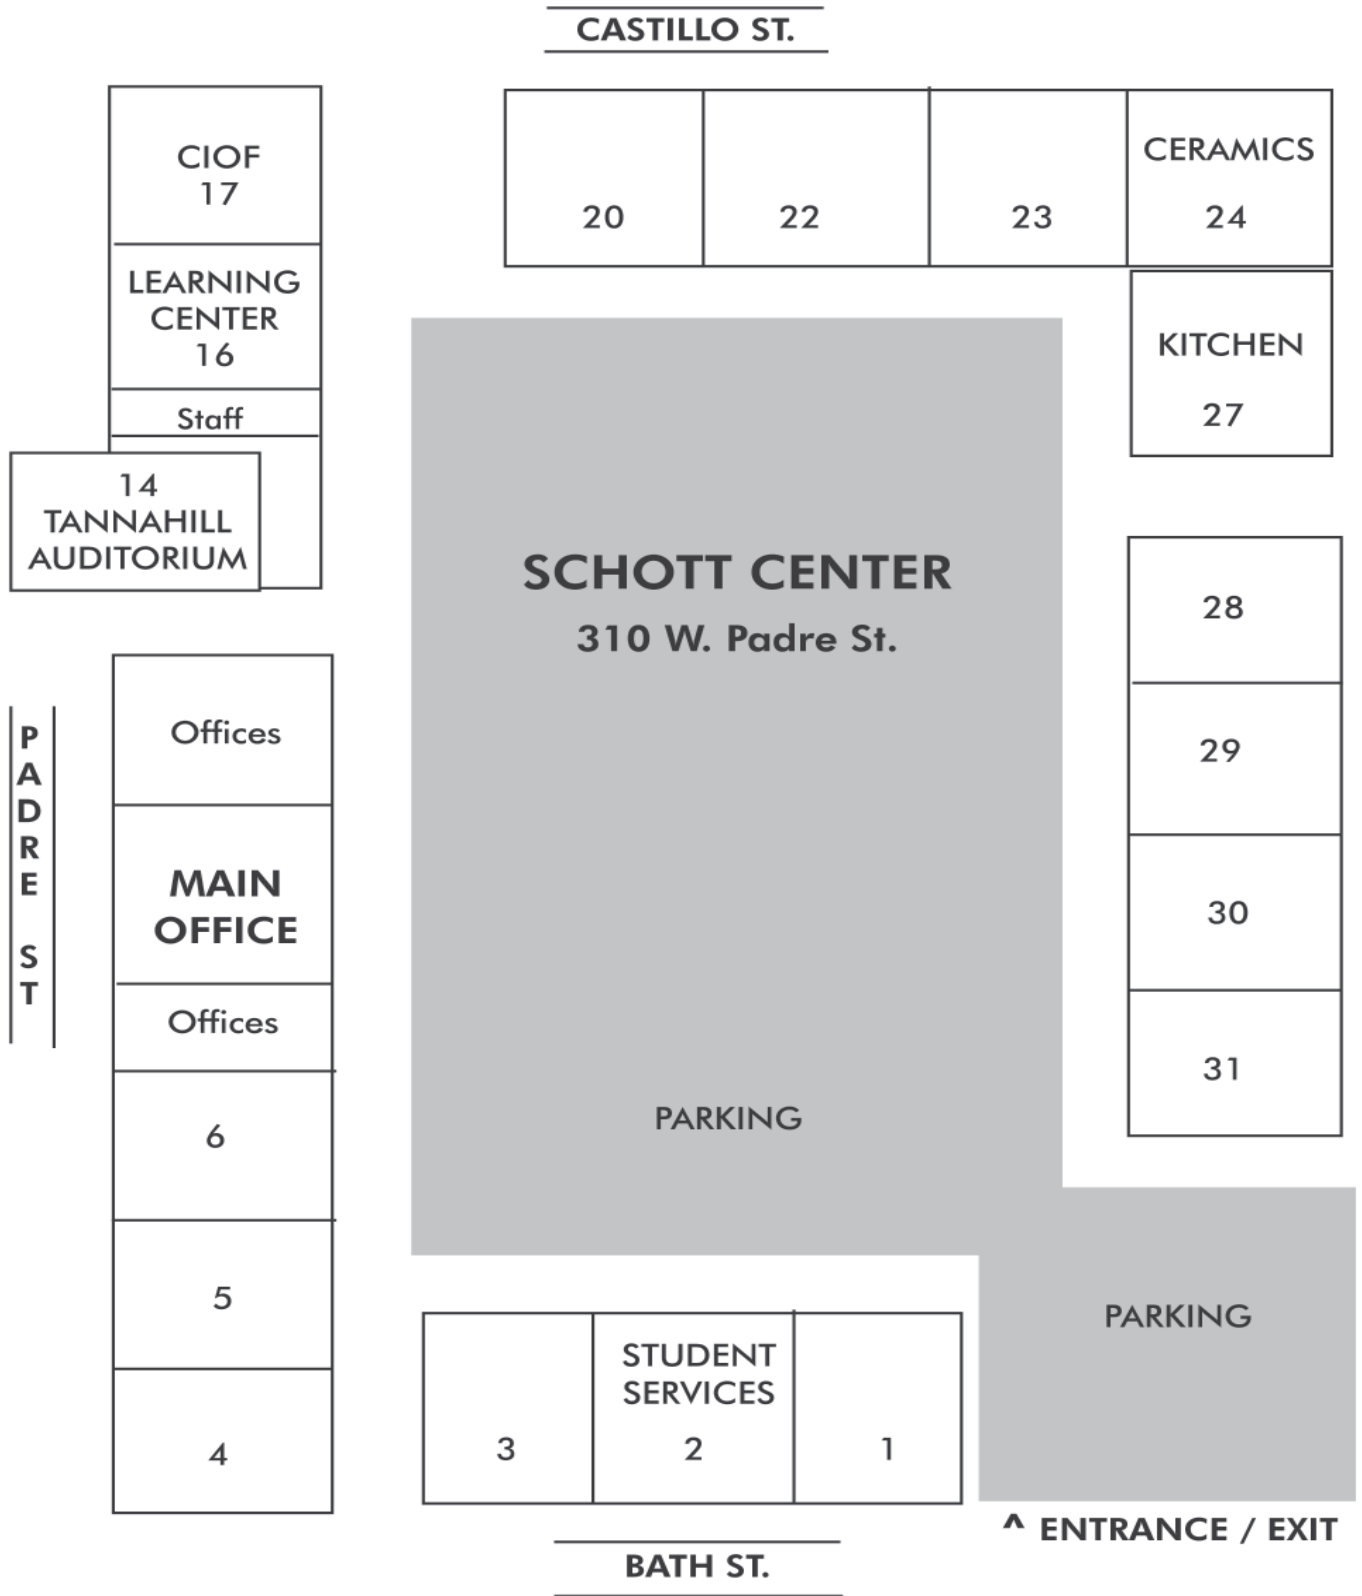 CASTILLO ST.
CIOF
17
LEARNING
CENTER
16
Staff
14
TANNAHILL
AUDITORIUM
20
22
23
CERAMICS
24
KITCHEN
27
SCHOTT CENTER
310 W. Padre St.
28
29
30
31
PADRE ST
Offices
MAIN
OFFICE
Offices
6
5
4
PARKING
PARKING
3
STUDENT
SERVICES
2
1
^ ENTRANCE / EXIT
BATH ST.